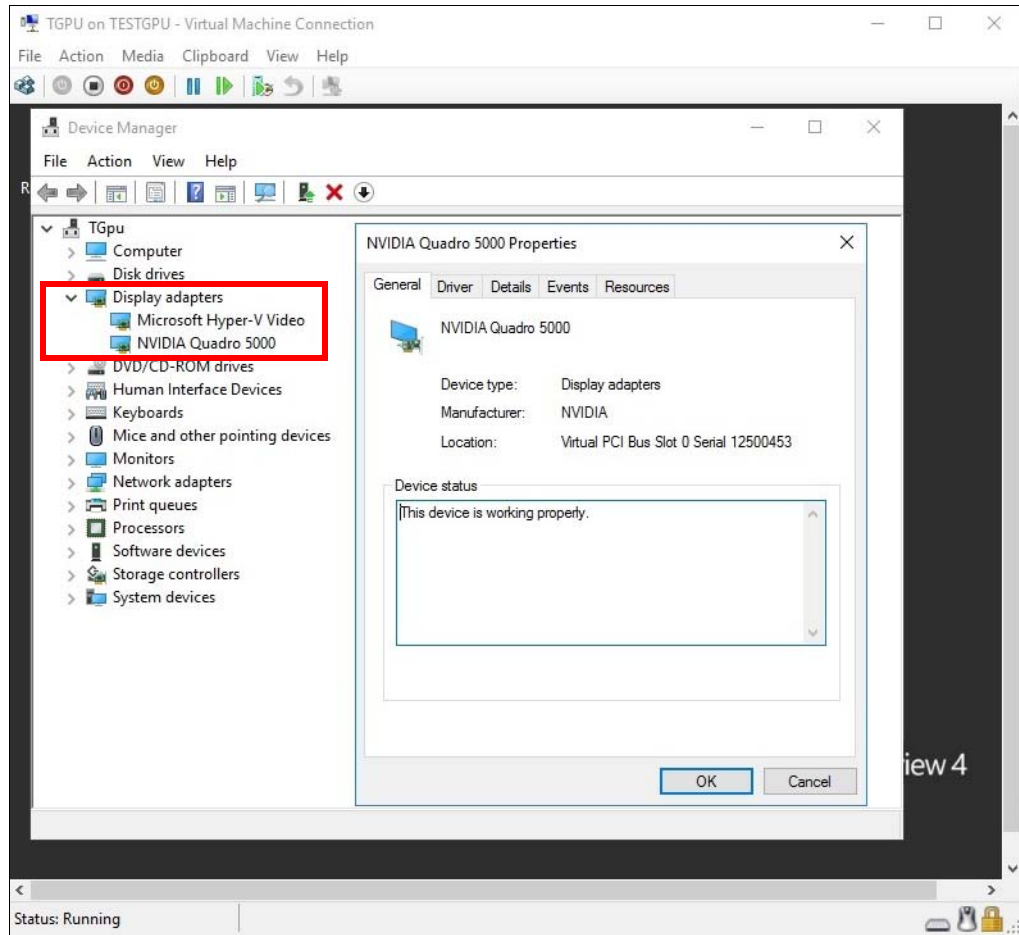 TGPU on TESTGPU - Virtual Machine Connection
File Action Media Clipboard View Help
Device Manager
File Action View Help
R
TGpu
Computer
Disk drives
Display adapters
Microsoft Hyper-V Video
NVIDIA Quadro 5000
DVD/CD-ROM drives
Human Interface Devices
Keyboards
Mice and other pointing devices
Monitors
Network adapters
Print queues
Processors
Software devices
Storage controllers
System devices
NVIDIA Quadro 5000 Properties
General Driver Details Events Resources
NVIDIA Quadro 5000
Device type: Display adapters
Manufacturer: NVIDIA
Location: Virtual PCI Bus Slot 0 Serial 12500453
Device status
This device is working properly.
OK Cancel
iew 4
Status: Running